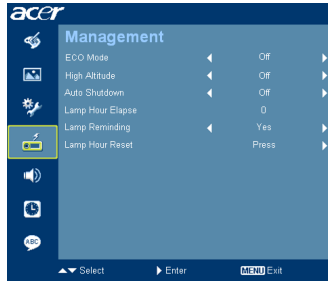 acer
Management
ECO Mode Off
High Altitude Off
Auto Shutdown Off
Lamp Hour Elapse 0
Lamp Reminding Yes
Lamp Hour Reset Press
ABC
Select Enter MENU Exit